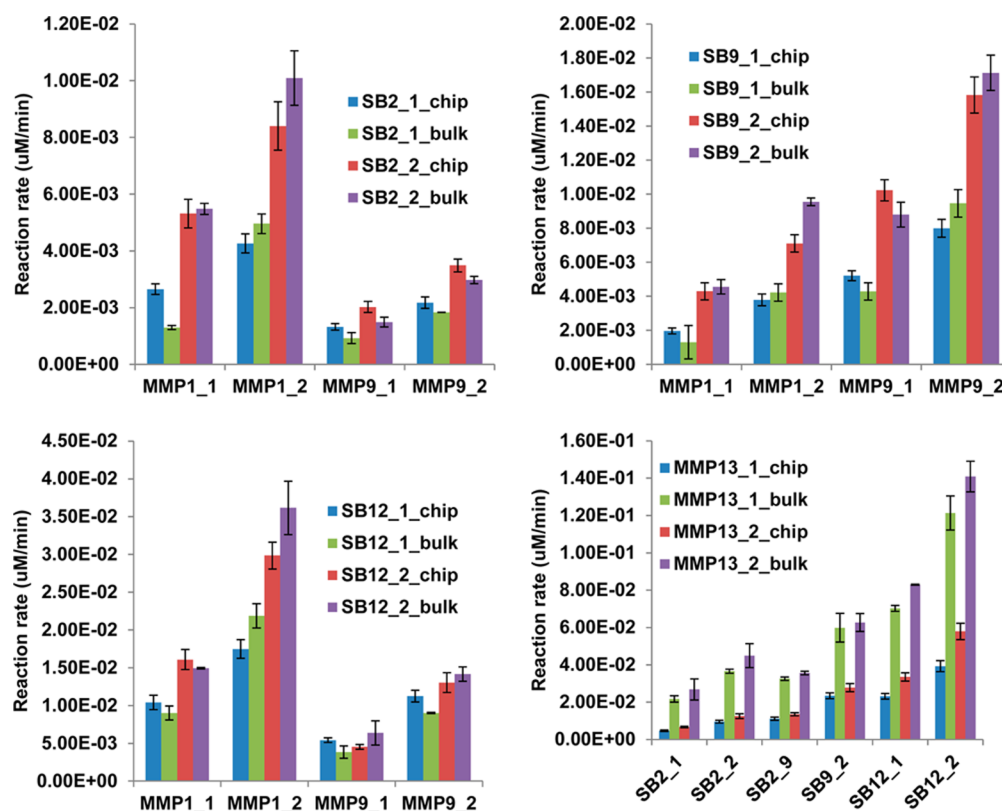 1.20E-02
1.00E-02
8.00E-03
6.00E-03
4.00E-03
2.00E-03
0.00E+00
Reaction rate (uM/min)
SB2_1_chip
SB2_1_bulk
SB2_2_chip
SB2_2_bulk
MMP1_1 MMP1_2 MMP9_1 MMP9_2
2.00E-02
1.80E-02
1.60E-02
1.40E-02
1.20E-02
1.00E-02
8.00E-03
6.00E-03
4.00E-03
2.00E-03
0.00E+00
Reaction rate (uM/min)
SB9_1_chip
SB9_1_bulk
SB9_2_chip
SB9_2_bulk
MMP1_1 MMP1_2 MMP9_1 MMP9_2
4.50E-02
4.00E-02
3.50E-02
3.00E-02
2.50E-02
2.00E-02
1.50E-02
1.00E-02
5.00E-03
0.00E+00
Reaction rate (uM/min)
SB12_1_chip
SB12_1_bulk
SB12_2_chip
SB12_2_bulk
MMP1_1 MMP1_2 MMP9_1 MMP9_2
1.60E-01
1.40E-01
1.20E-01
1.00E-01
8.00E-02
6.00E-02
4.00E-02
2.00E-02
0.00E+00
Reaction rate (uM/min)
MMP13_1_chip
MMP13_1_bulk
MMP13_2_chip
MMP13_2_bulk
SB2_1 SB2_2 SB2_9 SB9_2 SB12_1 SB12_2